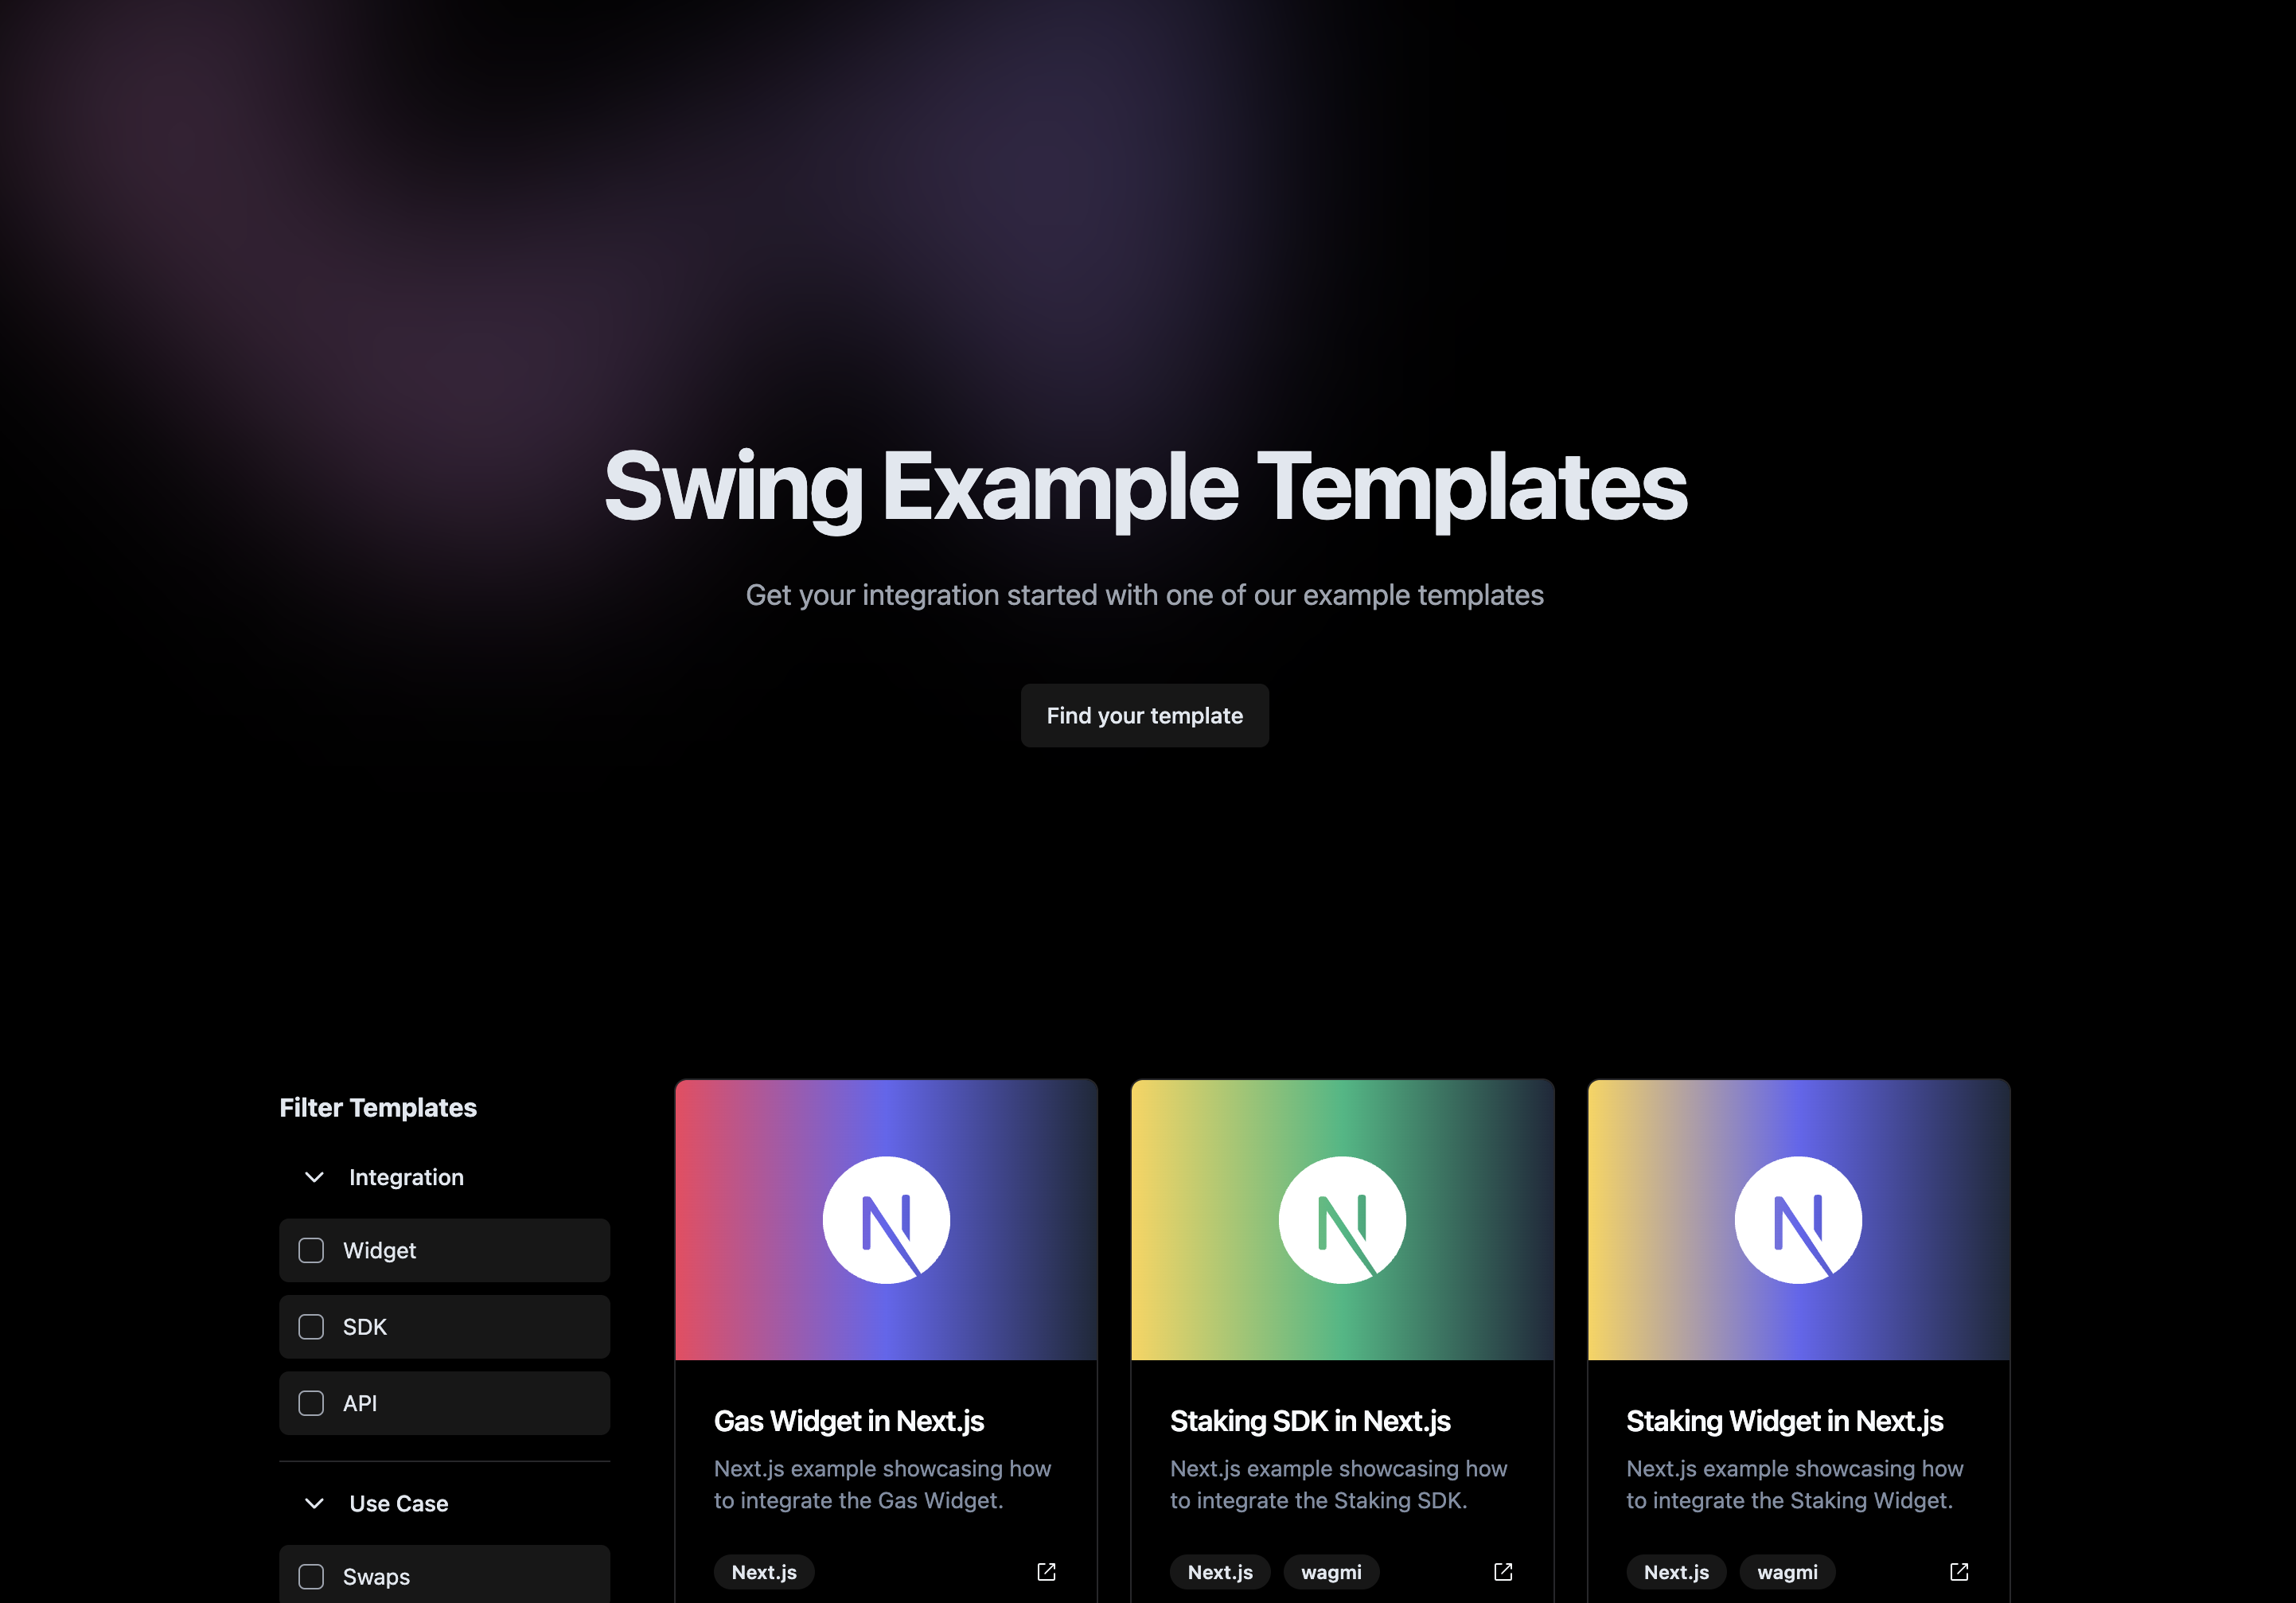 Swing Example Templates
Get your integration started with one of our example templates
Find your template
Filter Templates
Integration
Widget
SDK
API
Use Case
Swaps
Gas Widget in Next.js
Next.js example showcasing how
to integrate the Gas Widget.
Next.js
Staking SDK in Next.js
Next.js example showcasing how
to integrate the Staking SDK.
Next.js wagmi
Staking Widget in Next.js
Next.js example showcasing how
to integrate the Staking Widget.
Next.js wagmi